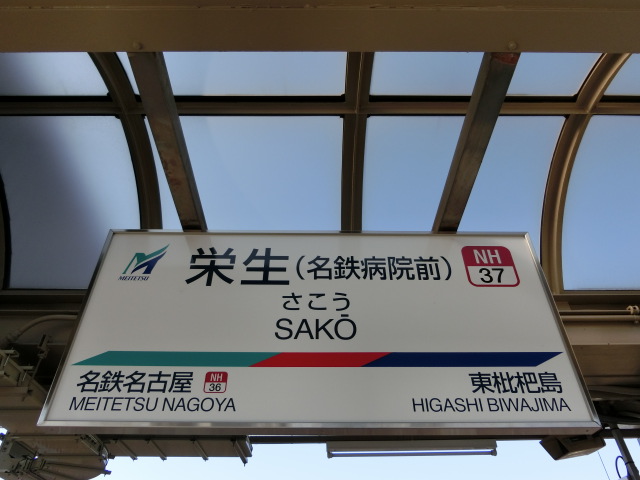 MEITETSU
栄生(名鉄病院前)
NH
37
さこう
SAKŌ
名鉄名古屋 NH 36
MEITETSU NAGOYA
東枇杷島
HIGASHI BIWAJIMA